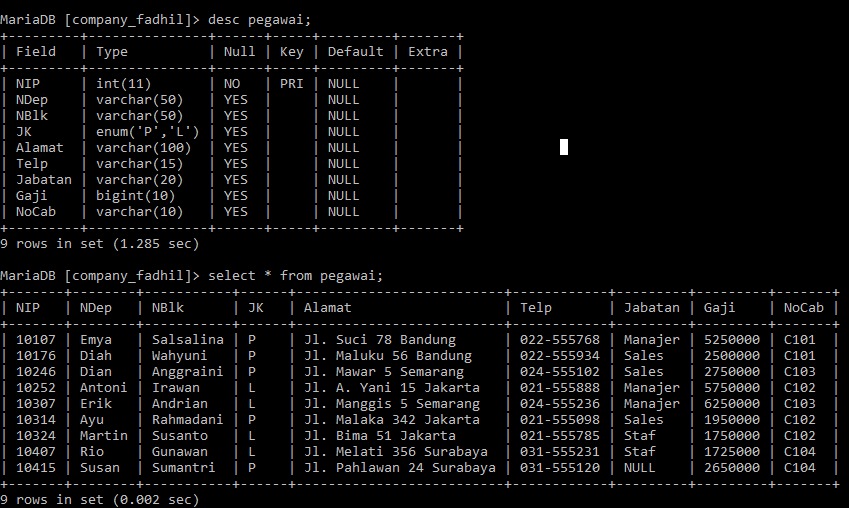 MariaDB [company_fadhil]> desc pegawai;
+---------+---------------+------+-----+---------+-------+
| Field   | Type          | Null | Key | Default | Extra |
+---------+---------------+------+-----+---------+-------+
| NIP     | int(11)       | NO   | PRI | NULL    |       |
| NDep    | varchar(50)   | YES  |     | NULL    |       |
| NBlk    | varchar(50)   | YES  |     | NULL    |       |
| JK      | enum('P','L') | YES  |     | NULL    |       |
| Alamat  | varchar(100)  | YES  |     | NULL    |       |
| Telp    | varchar(15)   | YES  |     | NULL    |       |
| Jabatan | varchar(20)   | YES  |     | NULL    |       |
| Gaji    | bigint(10)    | YES  |     | NULL    |       |
| NoCab   | varchar(10)   | YES  |     | NULL    |       |
+---------+---------------+------+-----+---------+-------+
9 rows in set (1.285 sec)
MariaDB [company_fadhil]> select * from pegawai;
+-------+--------+-----------+------+--------------------------+------------+---------+---------+-------+
| NIP   | NDep   | NBlk      | JK   | Alamat                   | Telp       | Jabatan | Gaji    | NoCab |
+-------+--------+-----------+------+--------------------------+------------+---------+---------+-------+
| 10107 | Emya   | Salsalina | P    | Jl. Suci 78 Bandung      | 022-555768 | Manajer | 5250000 | C101  |
| 10176 | Diah   | Wahyuni   | P    | Jl. Maluku 56 Bandung    | 022-555934 | Sales   | 2500000 | C101  |
| 10246 | Dian   | Anggraini | P    | Jl. Mawar 5 Semarang     | 024-555102 | Sales   | 2750000 | C103  |
| 10252 | Antoni | Irawan    | L    | Jl. A. Yani 15 Jakarta   | 021-555888 | Manajer | 5750000 | C102  |
| 10307 | Erik   | Andrian   | L    | Jl. Manggis 5 Semarang   | 024-555236 | Manajer | 6250000 | C103  |
| 10314 | Ayu    | Rahmadani | P    | Jl. Malaka 342 Jakarta   | 021-555098 | Sales   | 1950000 | C102  |
| 10324 | Martin | Susanto   | L    | Jl. Bima 51 Jakarta      | 021-555785 | Staf    | 1750000 | C102  |
| 10407 | Rio    | Gunawan   | L    | Jl. Melati 356 Surabaya  | 031-555231 | Staf    | 1725000 | C104  |
| 10415 | Susan  | Sumantri  | P    | Jl. Pahlawan 24 Surabaya | 031-555120 | NULL    | 2650000 | C104  |
+-------+--------+-----------+------+--------------------------+------------+---------+---------+-------+
9 rows in set (0.002 sec)